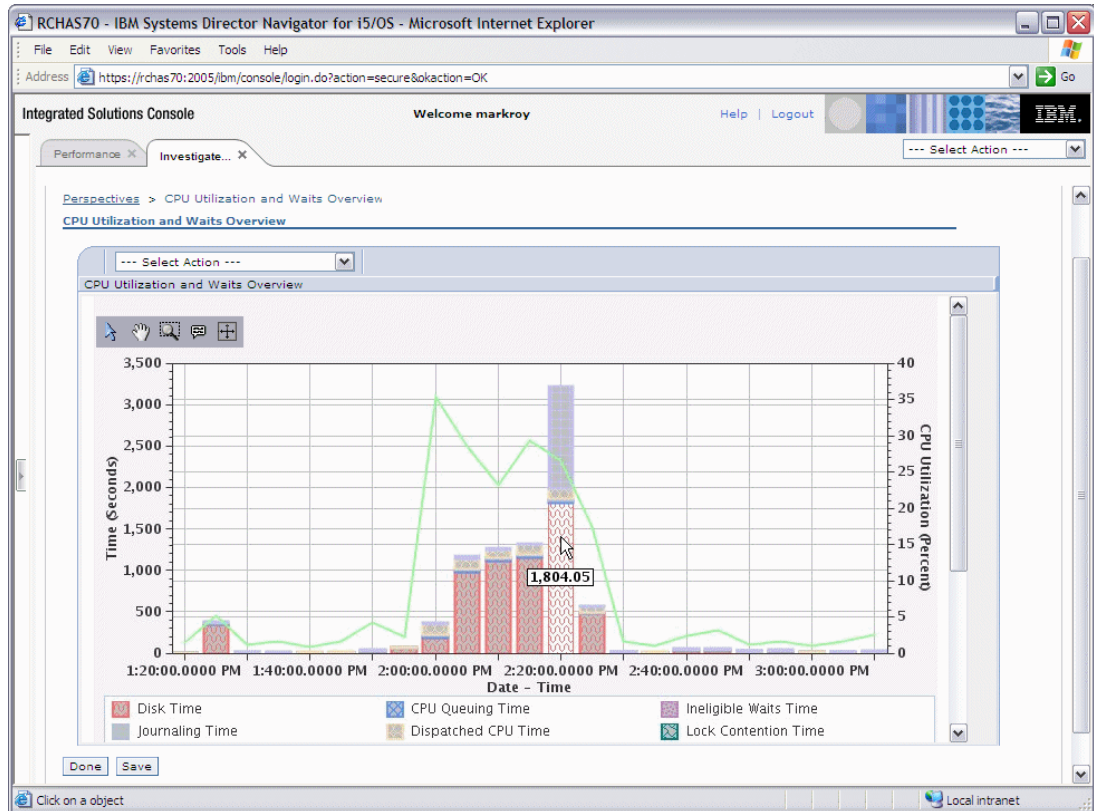 RCHAS70 - IBM Systems Director Navigator for i5/OS - Microsoft Internet Explorer
File Edit View Favorites Tools Help
Address https://rchas70:2005/ibm/console/login.do?action=secure&okaction=OK Go
Integrated Solutions Console Welcome markroy Help | Logout IBM.
Performance X Investigate... X --- Select Action ---
Perspectives > CPU Utilization and Waits Overview
CPU Utilization and Waits Overview
--- Select Action ---
CPU Utilization and Waits Overview
3,500
3,000
2,500
2,000
1,500
1,000
500
0
Time (Seconds)
40
35
30
25
20
15
10
5
0
CPU Utilization (Percent)
1,804.05
1:20:00.0000 PM 1:40:00.0000 PM 2:00:00.0000 PM 2:20:00.0000 PM 2:40:00.0000 PM 3:00:00.0000 PM
Date - Time
Disk Time CPU Queuing Time Ineligible Waits Time
Journaling Time Dispatched CPU Time Lock Contention Time
Done Save
Click on a object Local intranet